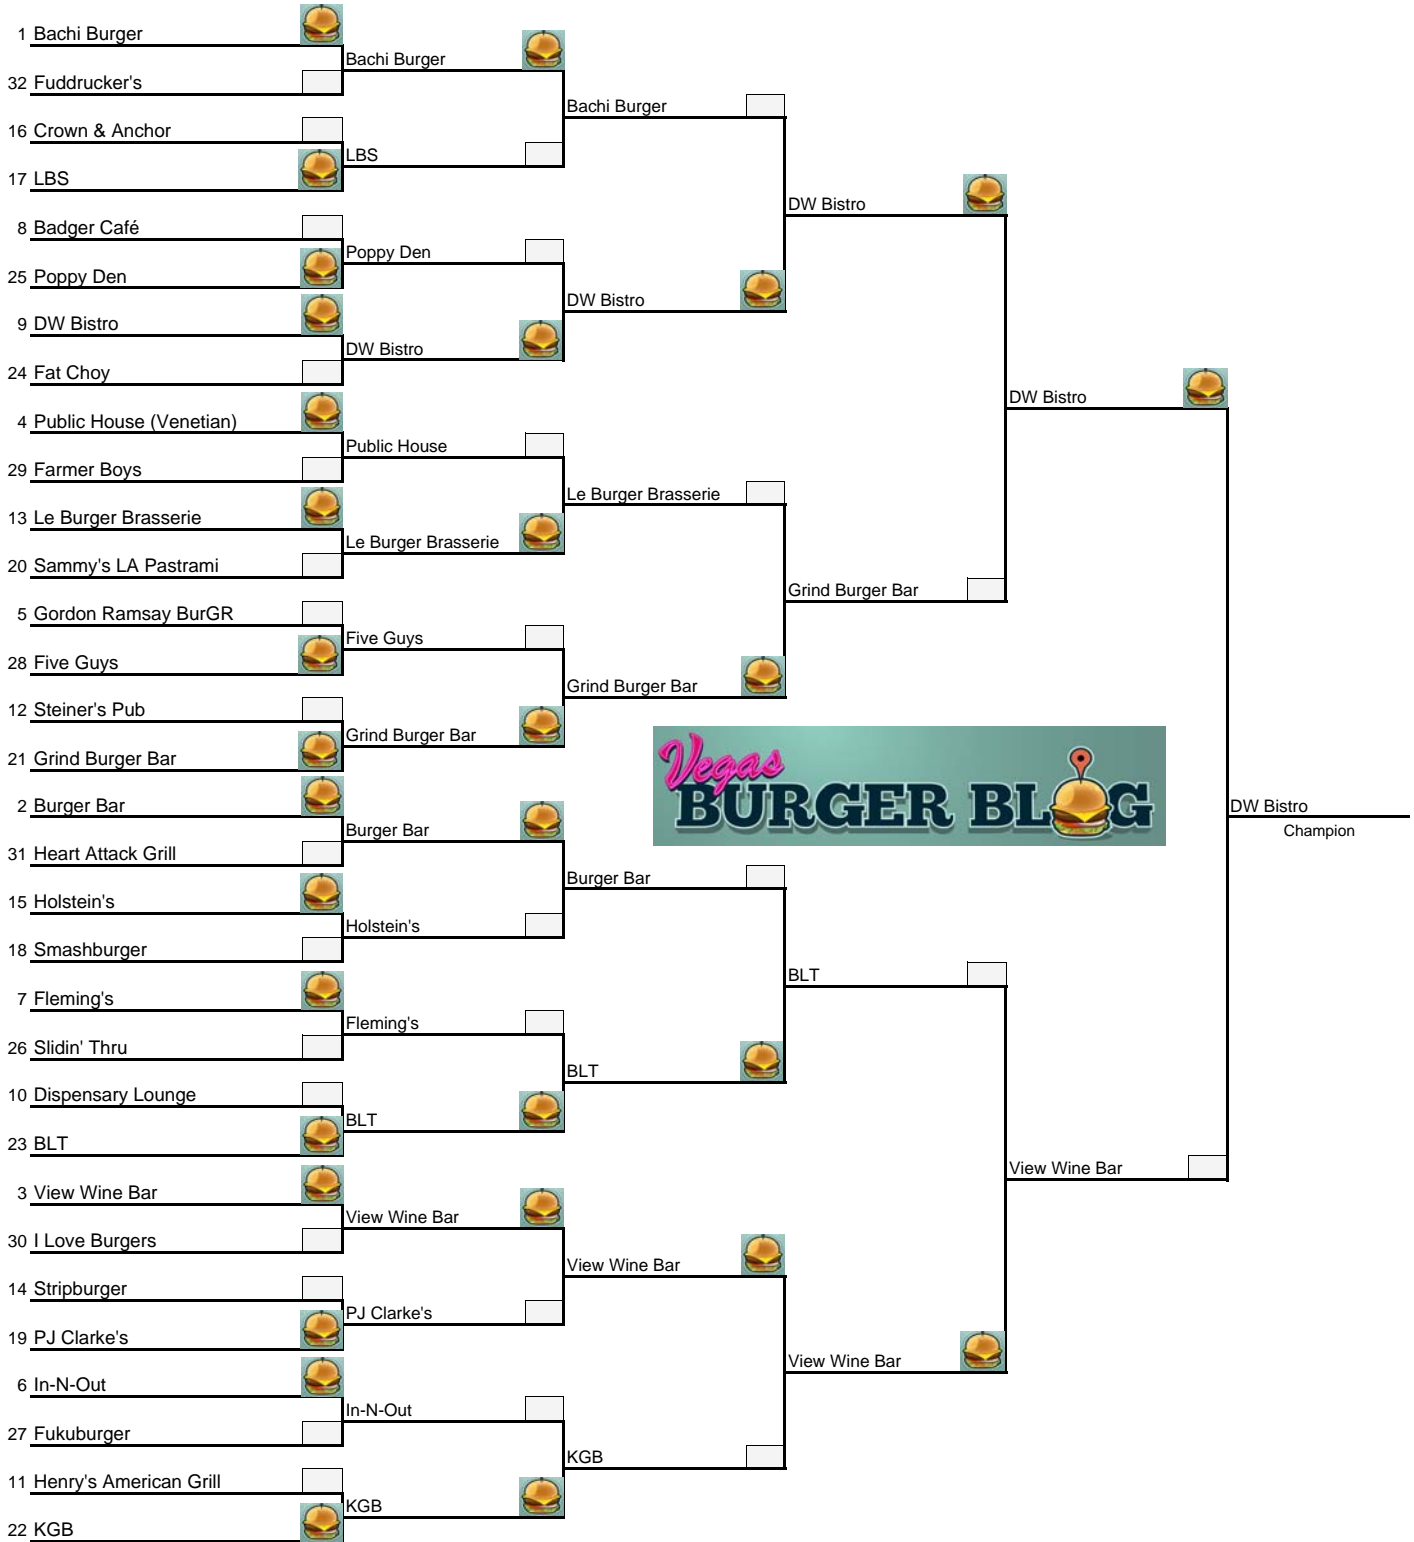 1 Bachi Burger
32 Fuddrucker's
16 Crown & Anchor
17 LBS
8 Badger Café
25 Poppy Den
9 DW Bistro
24 Fat Choy
4 Public House (Venetian)
29 Farmer Boys
13 Le Burger Brasserie
20 Sammy's LA Pastrami
5 Gordon Ramsay BurGR
28 Five Guys
12 Steiner's Pub
21 Grind Burger Bar
2 Burger Bar
31 Heart Attack Grill
15 Holstein's
18 Smashburger
7 Fleming's
26 Slidin' Thru
10 Dispensary Lounge
23 BLT
3 View Wine Bar
30 I Love Burgers
14 Stripburger
19 PJ Clarke's
6 In-N-Out
27 Fukuburger
11 Henry's American Grill
22 KGB
Bachi Burger
LBS
Poppy Den
DW Bistro
Public House
Le Burger Brasserie
Five Guys
Grind Burger Bar
Burger Bar
Holstein's
Fleming's
BLT
View Wine Bar
PJ Clarke's
In-N-Out
KGB
Bachi Burger
DW Bistro
Le Burger Brasserie
Grind Burger Bar
Burger Bar
BLT
View Wine Bar
KGB
DW Bistro
Grind Burger Bar
BLT
View Wine Bar
DW Bistro
View Wine Bar
DW Bistro
Champion
Vegas
BURGER BLOG